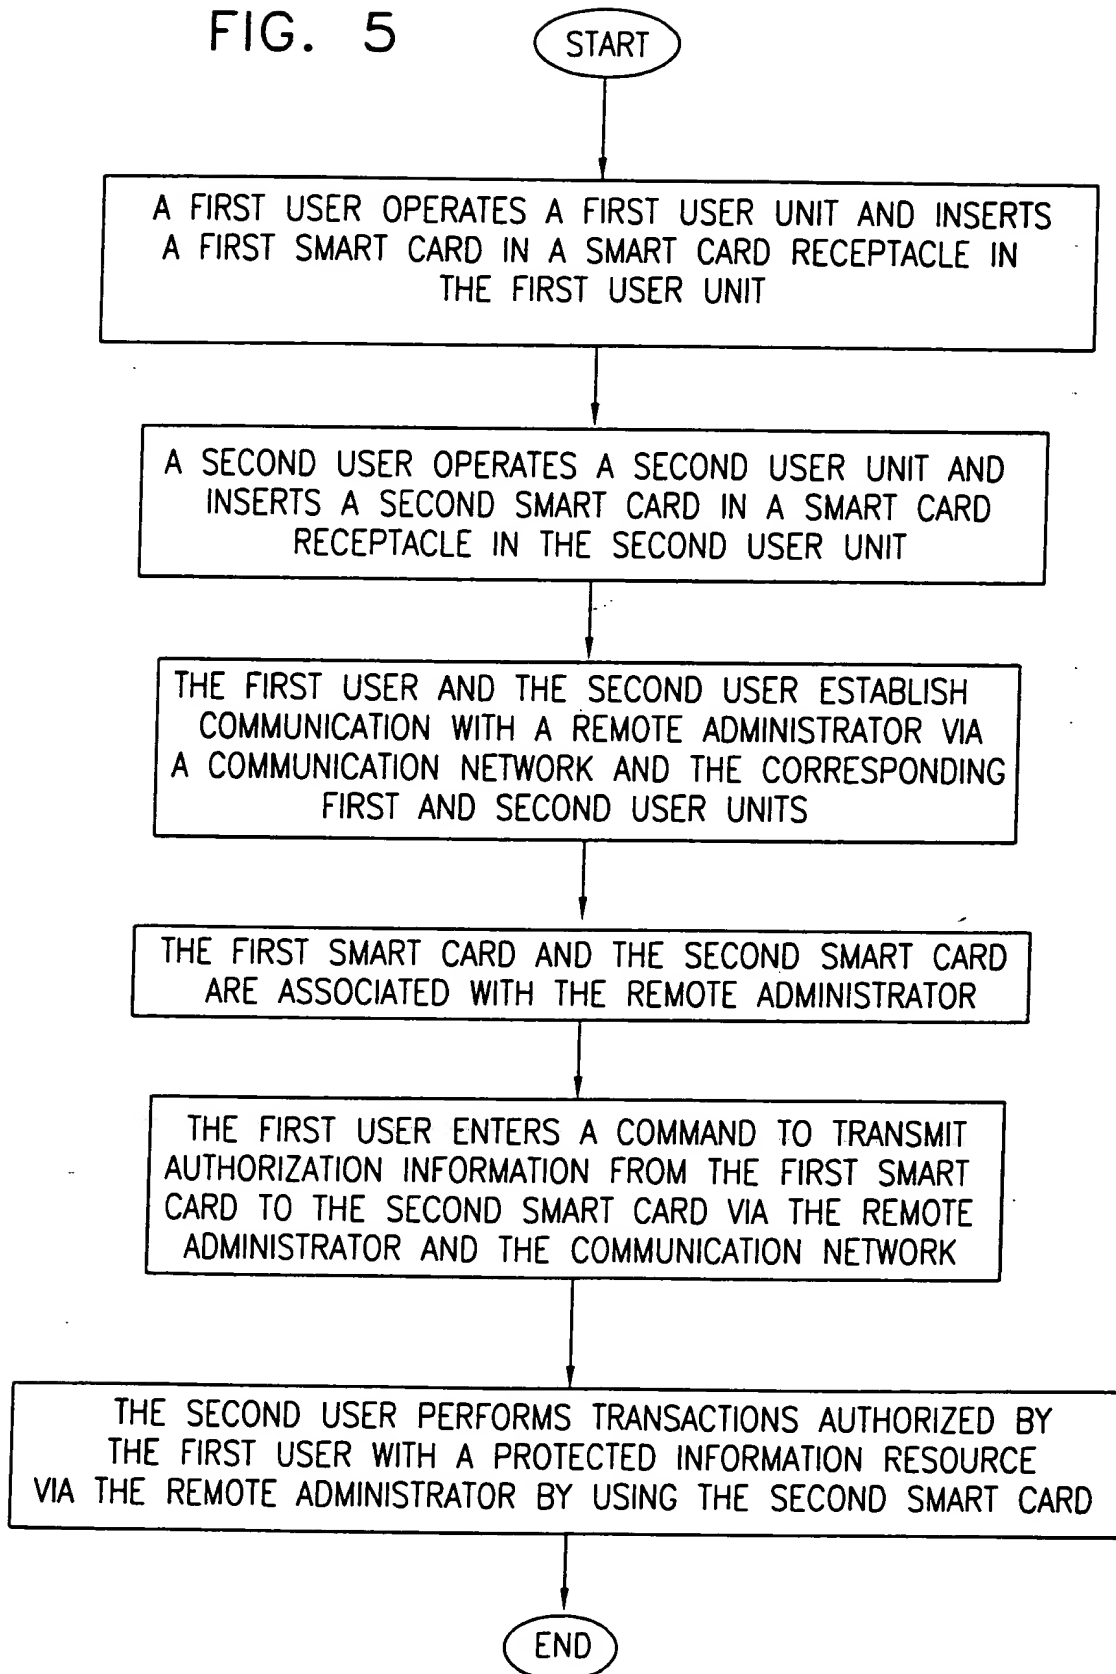 FIG. 5
START
A FIRST USER OPERATES A FIRST USER UNIT AND INSERTS
A FIRST SMART CARD IN A SMART CARD RECEPTACLE IN
THE FIRST USER UNIT
A SECOND USER OPERATES A SECOND USER UNIT AND
INSERTS A SECOND SMART CARD IN A SMART CARD
RECEPTACLE IN THE SECOND USER UNIT
THE FIRST USER AND THE SECOND USER ESTABLISH
COMMUNICATION WITH A REMOTE ADMINISTRATOR VIA
A COMMUNICATION NETWORK AND THE CORRESPONDING
FIRST AND SECOND USER UNITS
THE FIRST SMART CARD AND THE SECOND SMART CARD
ARE ASSOCIATED WITH THE REMOTE ADMINISTRATOR
THE FIRST USER ENTERS A COMMAND TO TRANSMIT
AUTHORIZATION INFORMATION FROM THE FIRST SMART
CARD TO THE SECOND SMART CARD VIA THE REMOTE
ADMINISTRATOR AND THE COMMUNICATION NETWORK
THE SECOND USER PERFORMS TRANSACTIONS AUTHORIZED BY
THE FIRST USER WITH A PROTECTED INFORMATION RESOURCE
VIA THE REMOTE ADMINISTRATOR BY USING THE SECOND SMART CARD
END